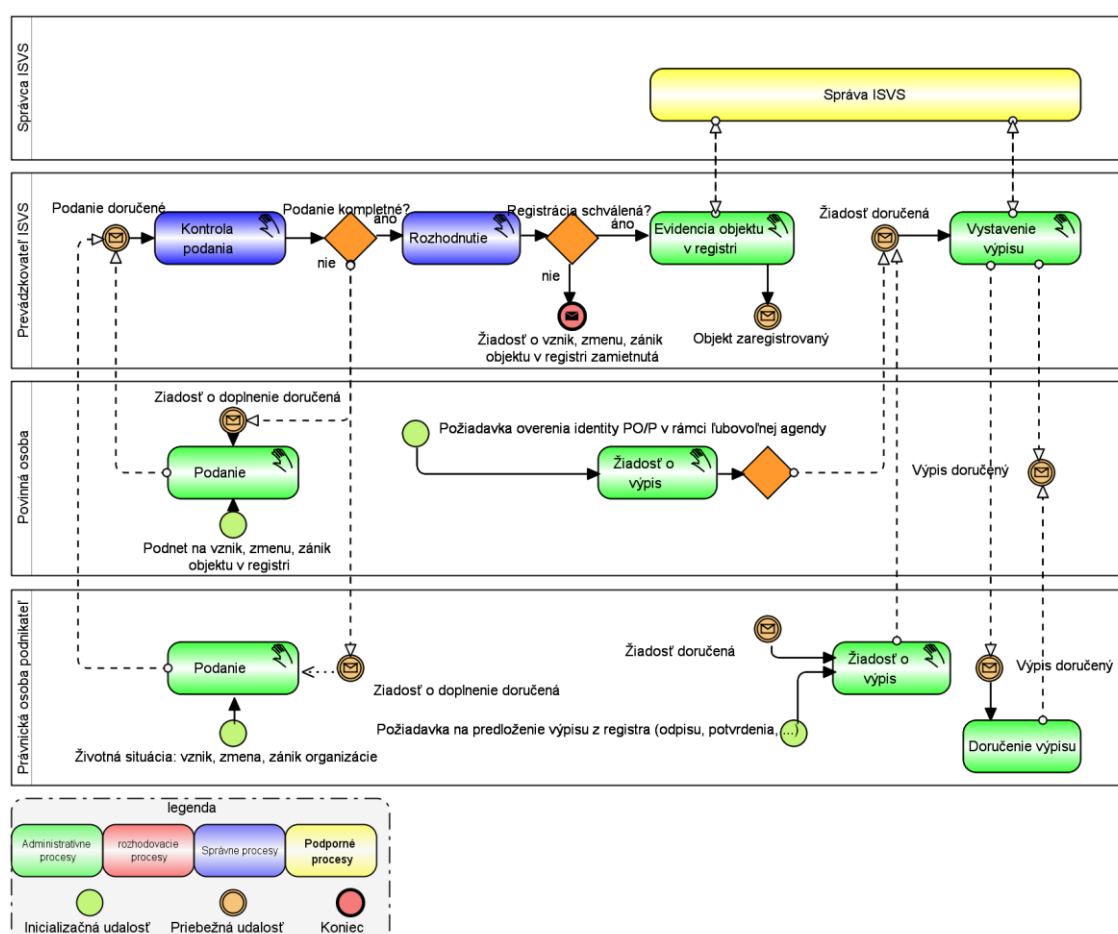 Správca ISVS
Správa ISVS
Prevádzkovateľ ISVS
Podanie doručené
Kontrola
podania
Podanie kompletné?
áno
nie
Rozhodnutie
Registrácia schválená?
áno
nie
Žiadosť o vznik, zmenu, zánik
objektu v registri zamietnutá
Evidencia objektu
v registri
Objekt zaregistrovaný
Žiadosť doručená
Vystavenie
výpisu
Povinná osoba
Ziadosť o doplnenie doručená
Podanie
Podnet na vznik, zmenu, zánik
objektu v registri
Požiadavka overenia identity PO/P v rámci ľubovoľnej agendy
Žiadosť o
výpis
Výpis doručený
Právnická osoba podnikateľ
Podanie
Ziadosť o doplnenie doručená
Životná situácia: vznik, zmena, zánik organizácie
Žiadosť doručená
Požiadavka na predloženie výpisu z registra (odpisu, potvrdenia, ...)
Žiadosť o
výpis
Výpis doručený
Doručenie výpisu
legenda
Administratívne
procesy
rozhodovacie
procesy
Správne procesy
Podporné
procesy
Inicializačná udalosť
Priebežná udalosť
Koniec